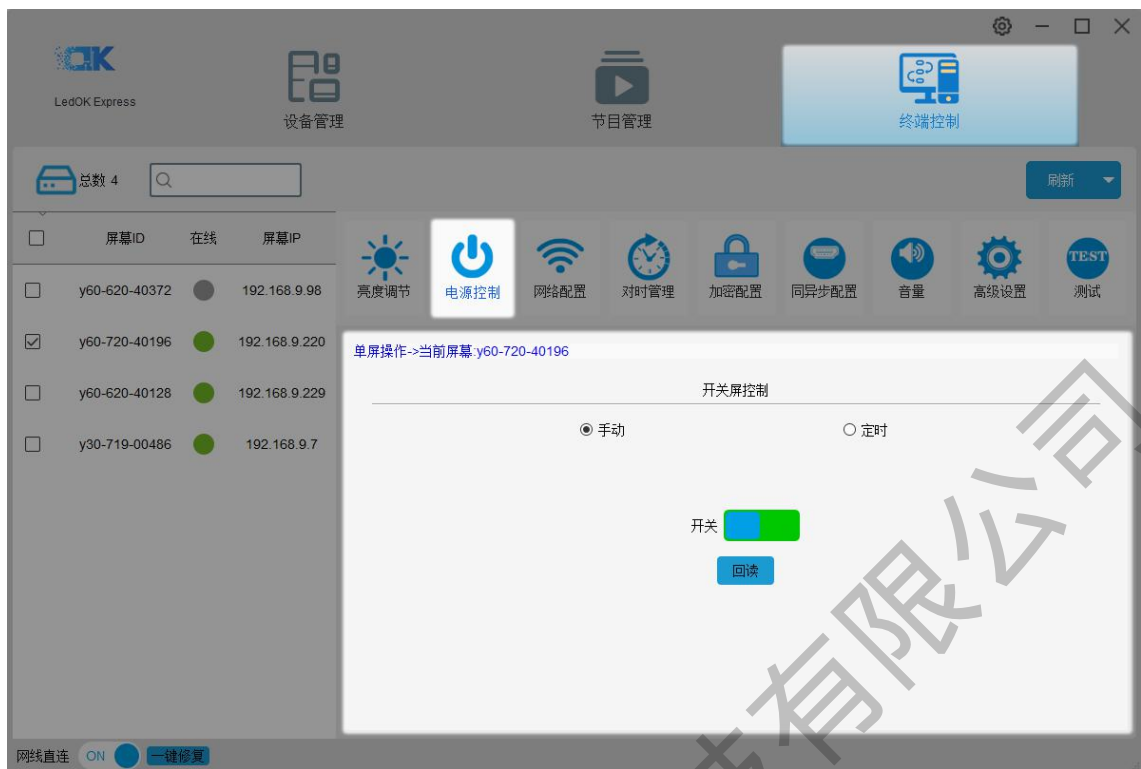 LedOK Express
设备管理
节目管理
终端控制
总数 4
刷新
屏幕ID 在线 屏幕IP
y60-620-40372 192.168.9.98
y60-720-40196 192.168.9.220
y60-620-40128 192.168.9.229
y30-719-00486 192.168.9.7
亮度调节 电源控制 网络配置 对时管理 加密配置 同异步配置 音量 高级设置 TEST 测试
单屏操作->当前屏幕:y60-720-40196
开关屏控制
手动 定时
开关
回读
网线直连 ON 一键修复
有限公司